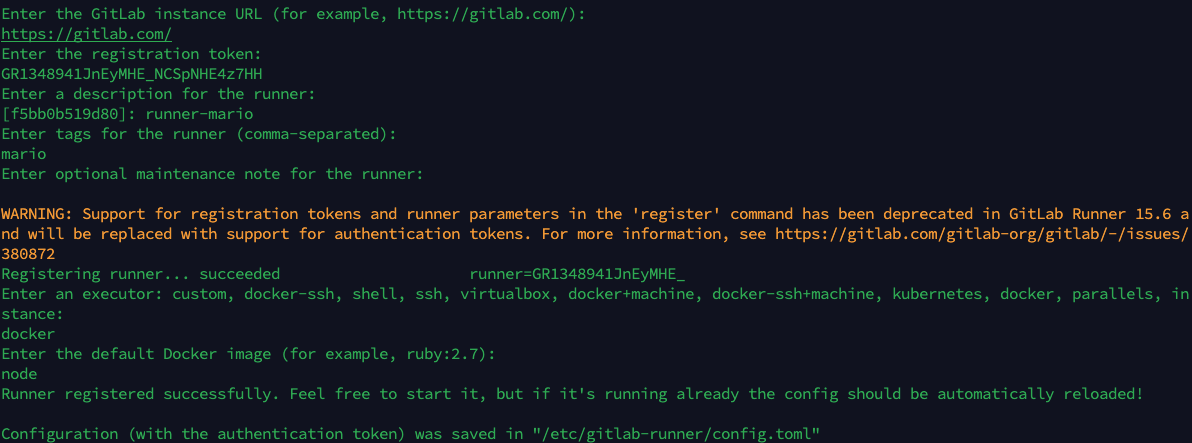 Enter the GitLab instance URL (for example, https://gitlab.com/):
https://gitlab.com/
Enter the registration token:
GR1348941JnEyMHE_NCSpNHE4z7HH
Enter a description for the runner:
[f5bb0b519d80]: runner-mario
Enter tags for the runner (comma-separated):
mario
Enter optional maintenance note for the runner:
WARNING: Support for registration tokens and runner parameters in the 'register' command has been deprecated in GitLab Runner 15.6 a
nd will be replaced with support for authentication tokens. For more information, see https://gitlab.com/gitlab-org/gitlab/-/issues/
380872
Registering runner... succeeded                     runner=GR1348941JnEyMHE_
Enter an executor: custom, docker-ssh, shell, ssh, virtualbox, docker+machine, docker-ssh+machine, kubernetes, docker, parallels, in
stance:
docker
Enter the default Docker image (for example, ruby:2.7):
node
Runner registered successfully. Feel free to start it, but if it's running already the config should be automatically reloaded!
Configuration (with the authentication token) was saved in "/etc/gitlab-runner/config.toml"